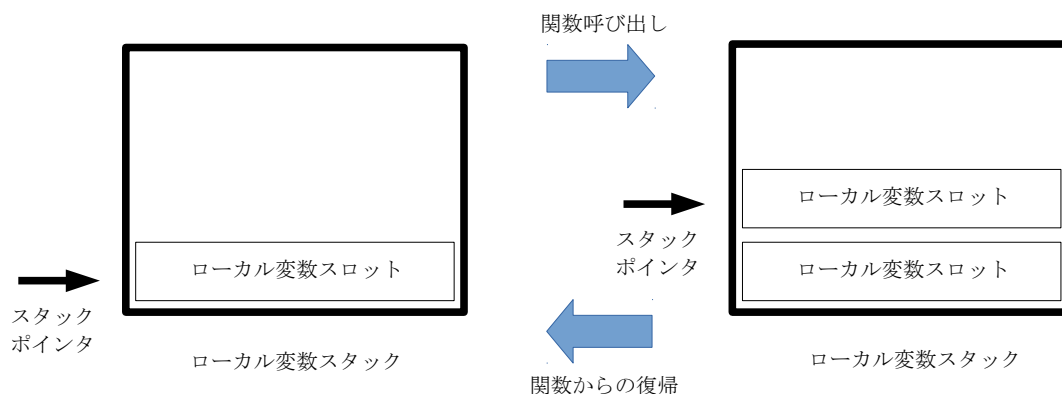 関数呼び出し
ローカル変数スロット
スタック
ポインタ
ローカル変数スタック
ローカル変数スロット
スタック
ポインタ
ローカル変数スロット
ローカル変数スタック
関数からの復帰